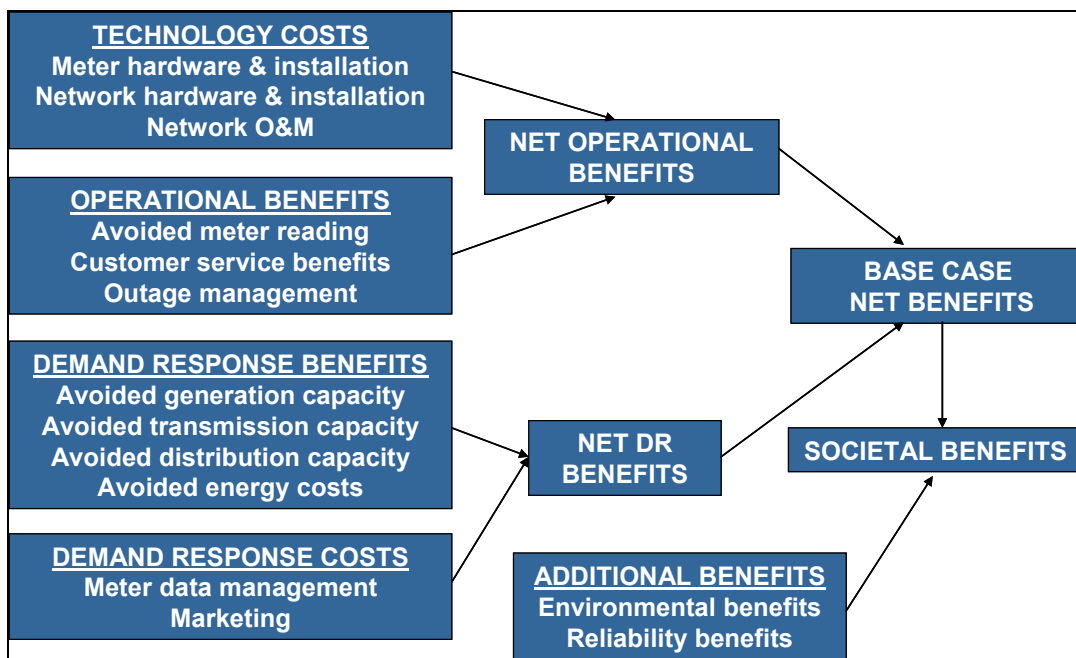 TECHNOLOGY COSTS
Meter hardware & installation
Network hardware & installation
Network O&M
OPERATIONAL BENEFITS
Avoided meter reading
Customer service benefits
Outage management
DEMAND RESPONSE BENEFITS
Avoided generation capacity
Avoided transmission capacity
Avoided distribution capacity
Avoided energy costs
DEMAND RESPONSE COSTS
Meter data management
Marketing
NET OPERATIONAL
BENEFITS
NET DR
BENEFITS
BASE CASE
NET BENEFITS
SOCIETAL BENEFITS
ADDITIONAL BENEFITS
Environmental benefits
Reliability benefits